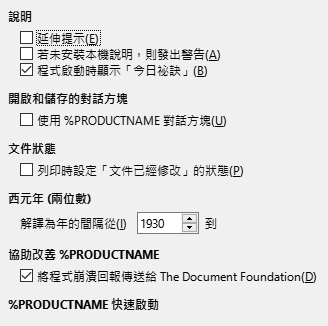 說明
延伸提示(E)
若未安裝本機說明，則發出警告(A)
程式啟動時顯示「今日祕訣」(B)
開啟和儲存的對話方塊
使用 %PRODUCTNAME 對話方塊(U)
文件狀態
列印時設定「文件已經修改」的狀態(P)
西元年 (兩位數)
解譯為年的間隔從(I) 1930 到
協助改善 %PRODUCTNAME
將程式崩潰回報傳送給 The Document Foundation(D)
%PRODUCTNAME 快速啟動